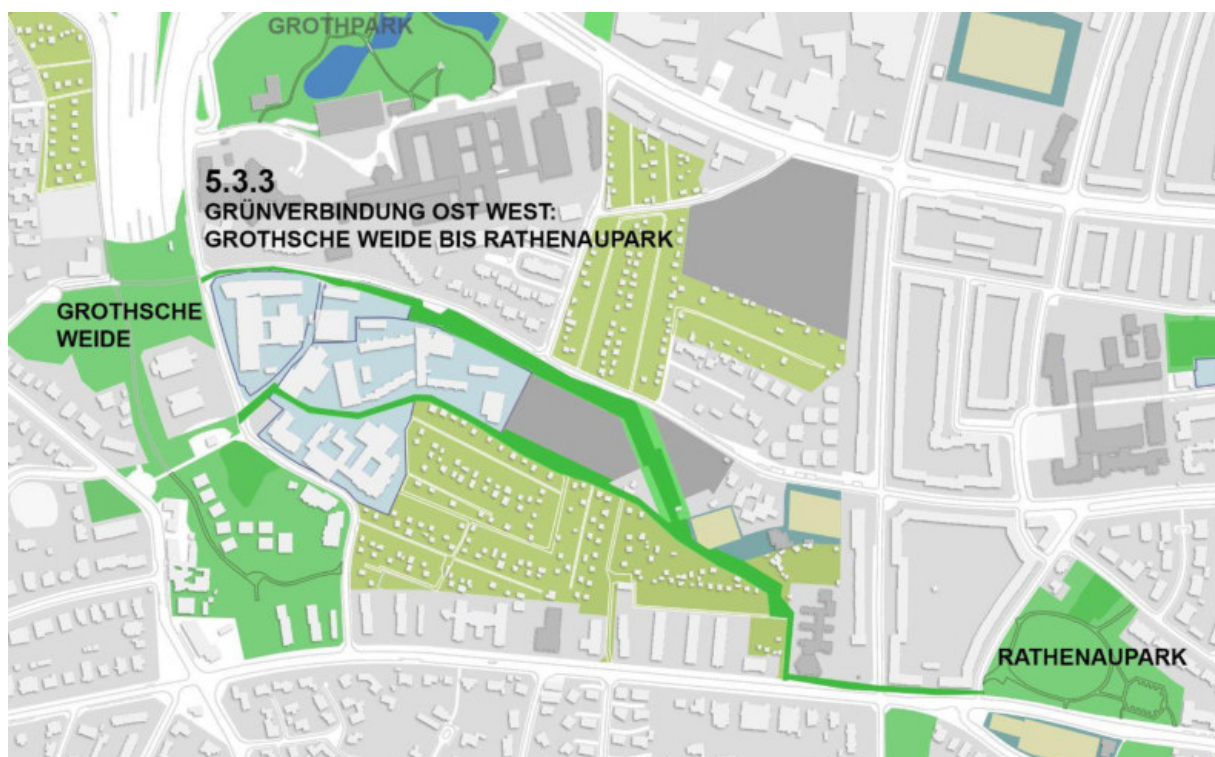 GROTHPARK
5.3.3
GRÜNVERBINDUNG OST WEST:
GROTHSCHE WEIDE BIS RATHENAUPARK
GROTHSCHE
WEIDE
RATHENAUPARK